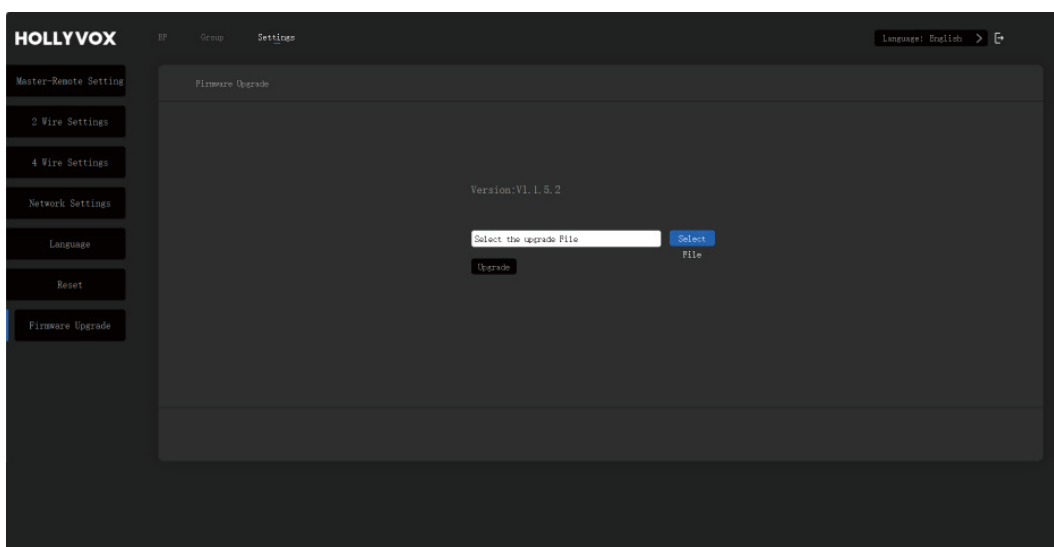 HOLLYVOX
BP Group Settings Language: English >
Master-Remote Setting
2 Wire Settings
4 Wire Settings
Network Settings
Language
Reset
Firmware Upgrade
Firmware Upgrade
Version:V1.1.5.2
Select the upgrade File
Select
File
Upgrade